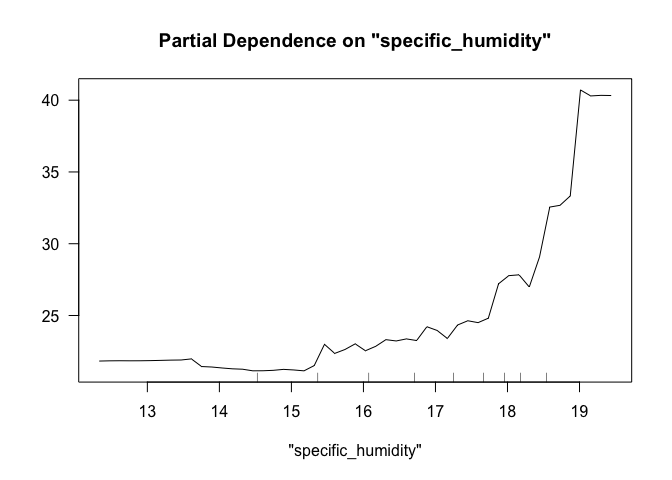 Partial Dependence on "specific_humidity"
40
35
30
25
13 14 15 16 17 18 19
"specific_humidity"